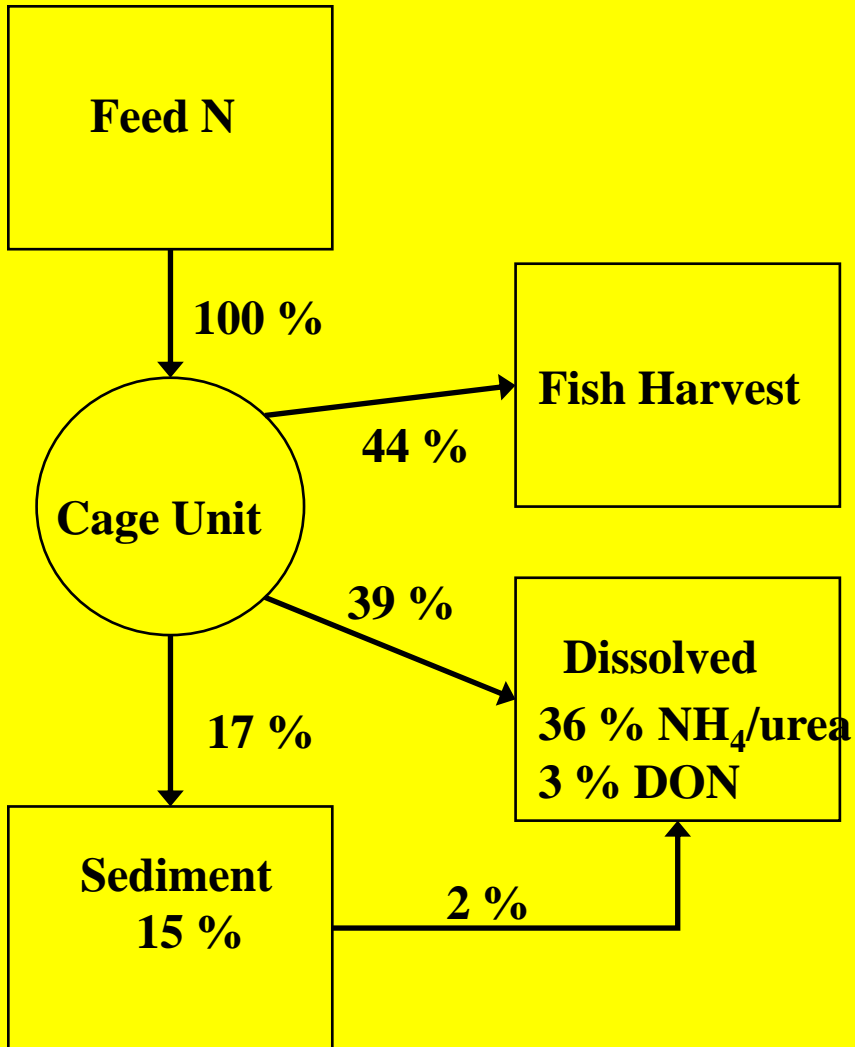 Feed N
100 %
Fish Harvest
44 %
Cage Unit
39 %
Dissolved
36 % NH₄/urea
3 % DON
17 %
Sediment
15 %
2 %